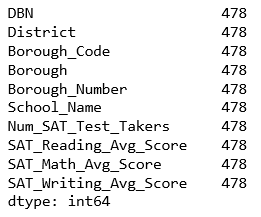 DBN 478
District 478
Borough_Code 478
Borough 478
Borough_Number 478
School_Name 478
Num_SAT_Test_Takers 478
SAT_Reading_Avg_Score 478
SAT_Math_Avg_Score 478
SAT_Writing_Avg_Score 478
dtype: int64